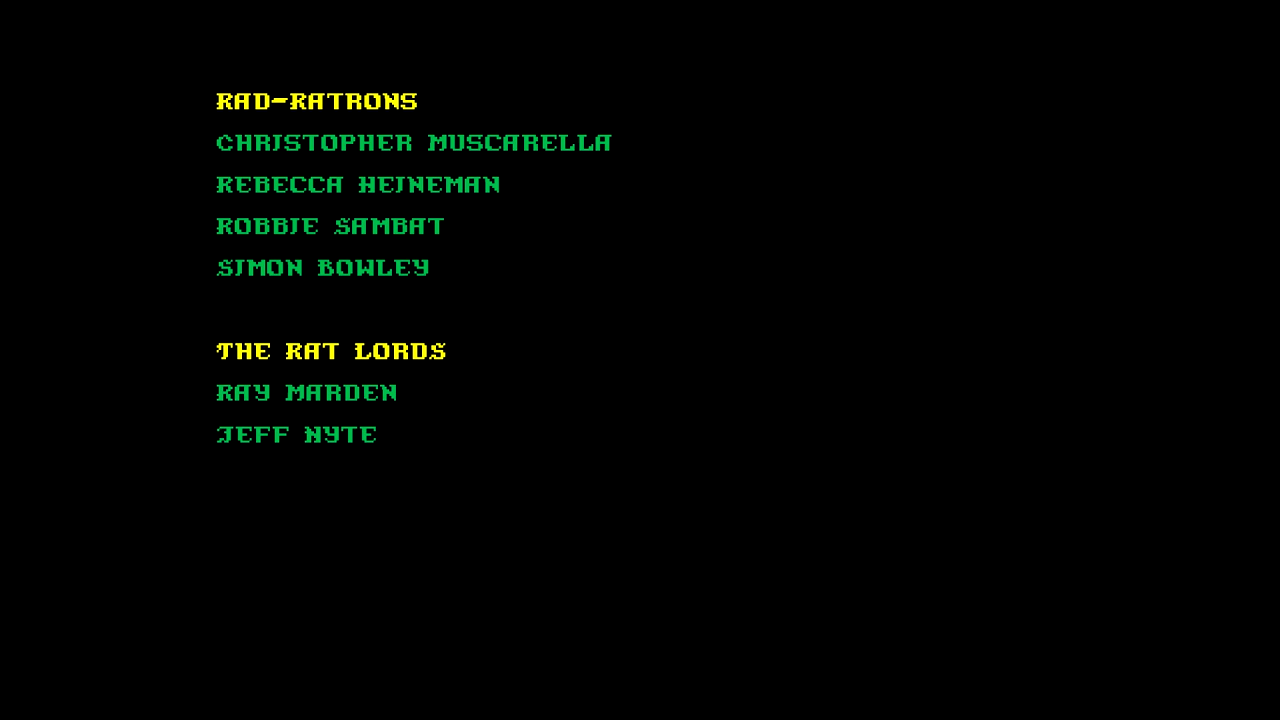 RAD-RATRONS
CHRISTOPHER MUSCARELLA
REBECCA HEINEMAN
ROBBIE SAMBAT
SIMON BOWLEY
THE RAT LORDS
RAY MARDEN
JEFF NYTE